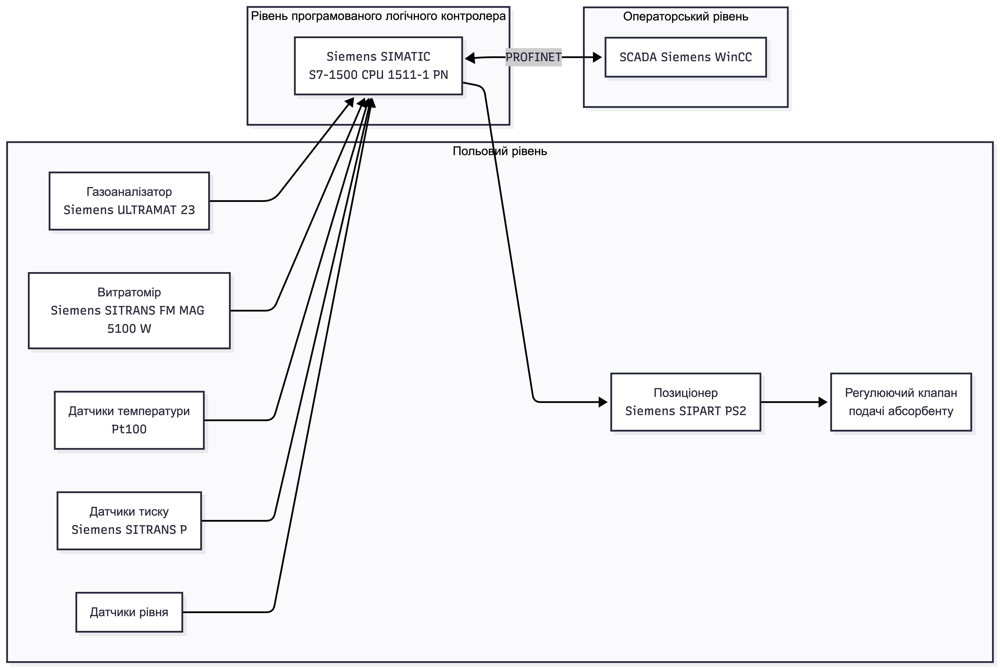 Рівень програмованого логічного контролера
Siemens SIMATIC
S7-1500 CPU 1511-1 PN
PROFINET
Операторський рівень
SCADA Siemens WinCC
Польовий рівень
Газоаналізатор
Siemens ULTRAMAT 23
Витратомір
Siemens SITRANS FM MAG
5100 W
Датчики температури
Pt100
Датчики тиску
Siemens SITRANS P
Датчики рівня
Позиціонер
Siemens SIPART PS2
Регулюючий клапан
подачі абсорбенту